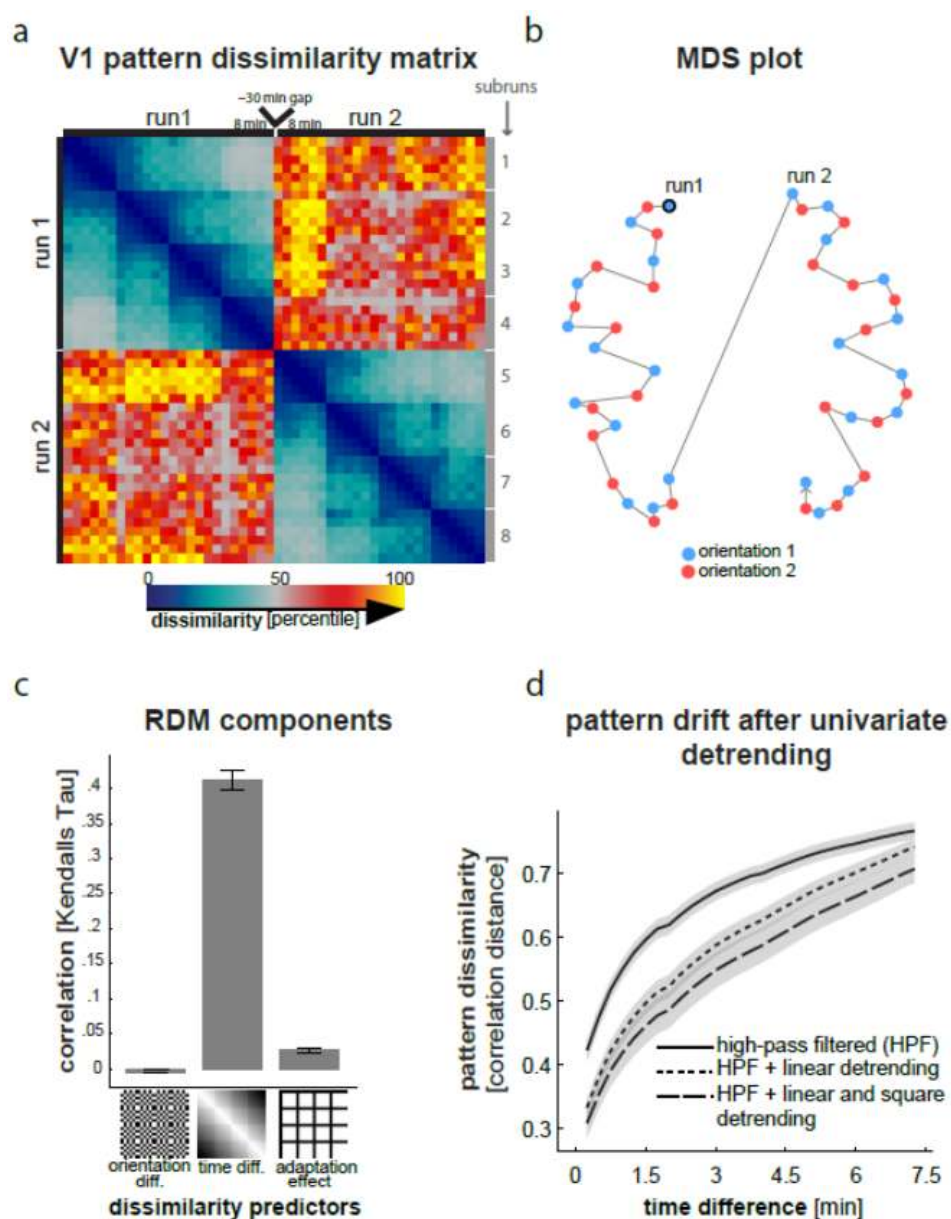 a
V1 pattern dissimilarity matrix
~30 min gap
subruns
run1
8 min
8 min
run 2
run 1
run 2
1
2
3
4
5
6
7
8
0
50
100
dissimilarity [percentile]
b
MDS plot
run1
run 2
orientation 1
orientation 2
c
RDM components
correlation [Kendalls Tau]
.4
.35
.3
.25
.2
.15
.1
.05
0
orientation
diff.
time diff.
adaptation
effect
dissimilarity predictors
d
pattern drift after univariate
detrending
pattern dissimilarity
[correlation distance]
0.7
0.6
0.5
0.4
0.3
high-pass filtered (HPF)
HPF + linear detrending
HPF + linear and square
detrending
0
1.5
3
4.5
6
7.5
time difference [min]